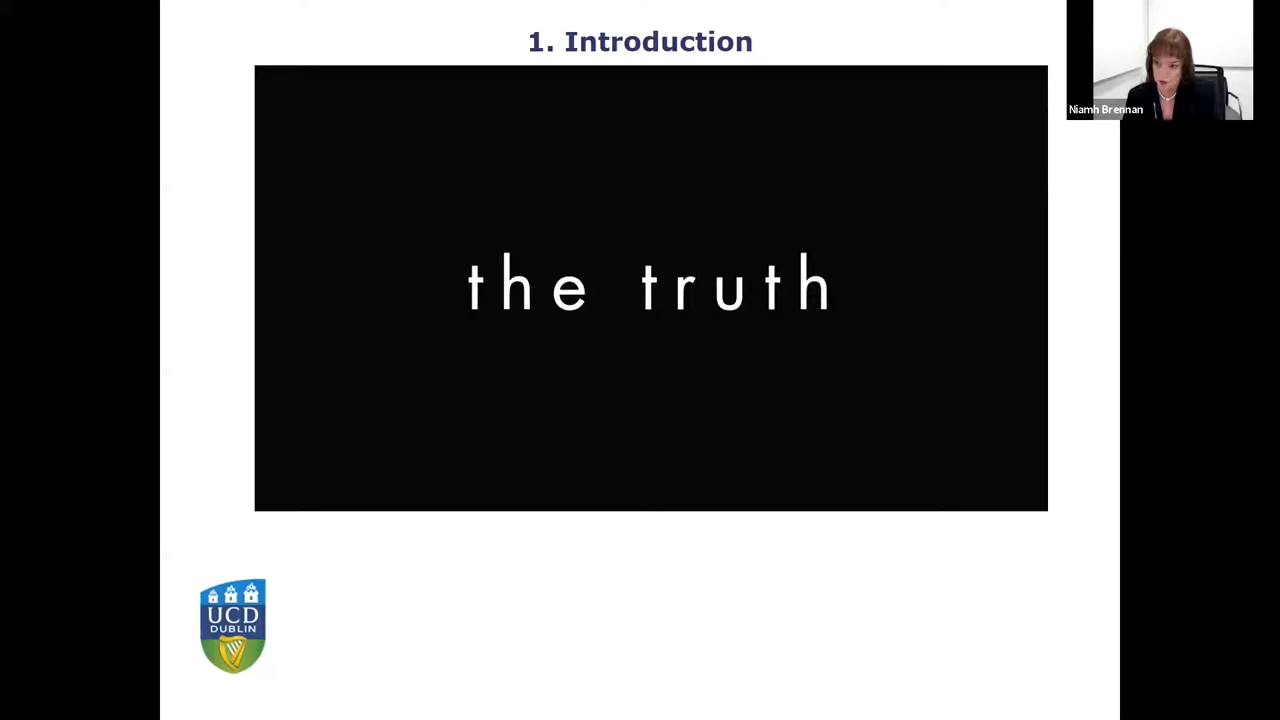 1. Introduction
the truth
Niamh Brennan
UCD
DUBLIN